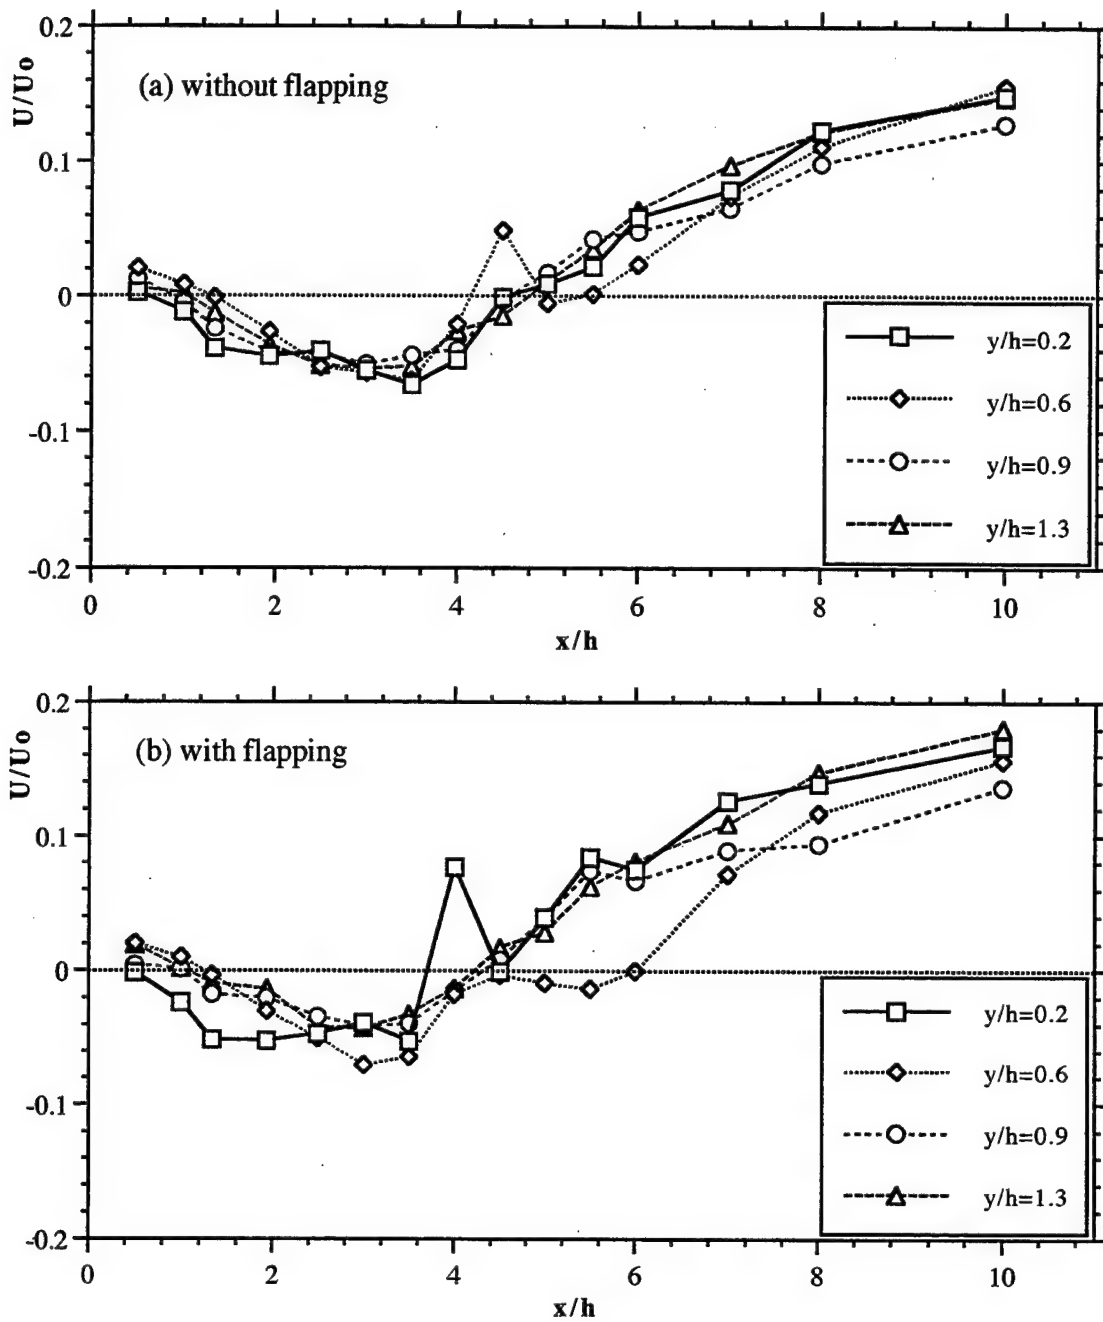 0.2
U/Uo
(a) without flapping
0.1
0
-0.1
-0.2
y/h=0.2
y/h=0.6
y/h=0.9
y/h=1.3
0 2 4 6 8 10
x/h
0.2
U/Uo
(b) with flapping
0.1
0
-0.1
-0.2
y/h=0.2
y/h=0.6
y/h=0.9
y/h=1.3
0 2 4 6 8 10
x/h